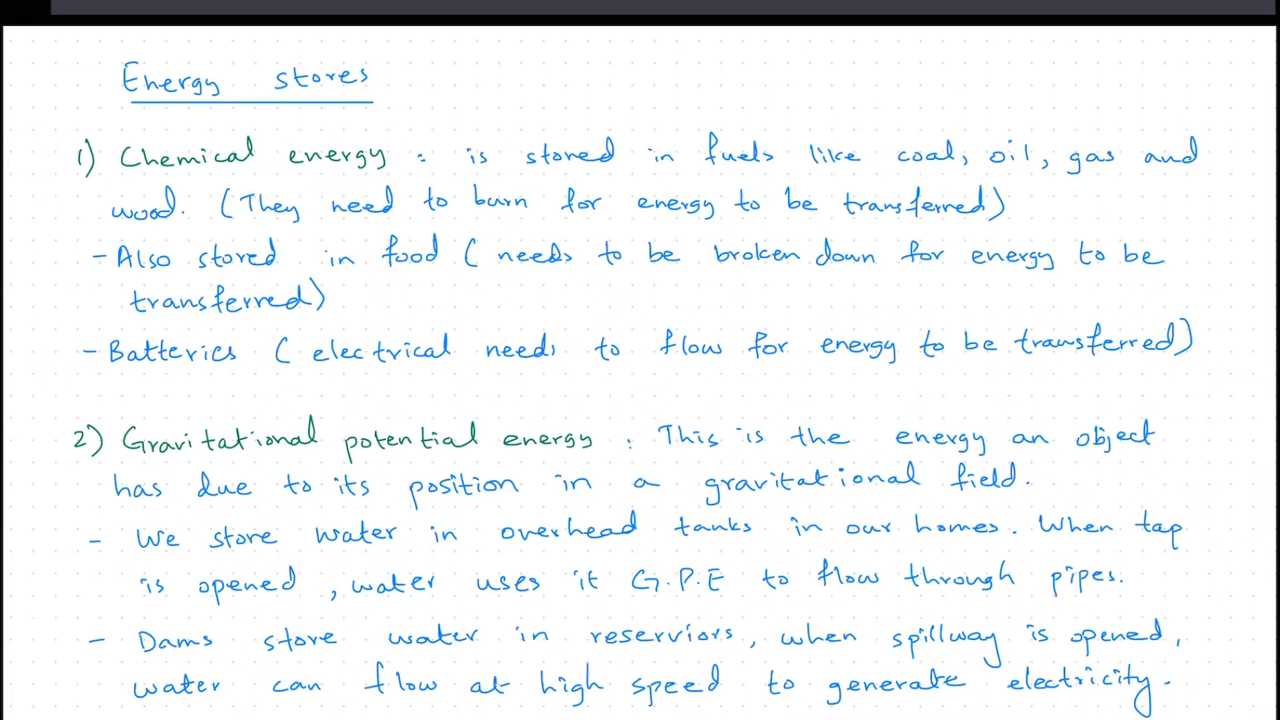 Energy stores
1) Chemical energy : is stored in fuels like coal, oil, gas and
wood. (They need to burn for energy to be transferred)
- Also stored in food ( needs to be broken down for energy to be
transferred)
- Batteries ( electrical needs to flow for energy to be transferred)
2) Gravitational potential energy : This is the energy an object
has due to its position in a gravitational field.
- We store water in overhead tanks in our homes. When tap
is opened, water uses it G.P.E to flow through pipes.
- Dams store water in reserviors, when spillway is opened,
water can flow at high speed to generate electricity.